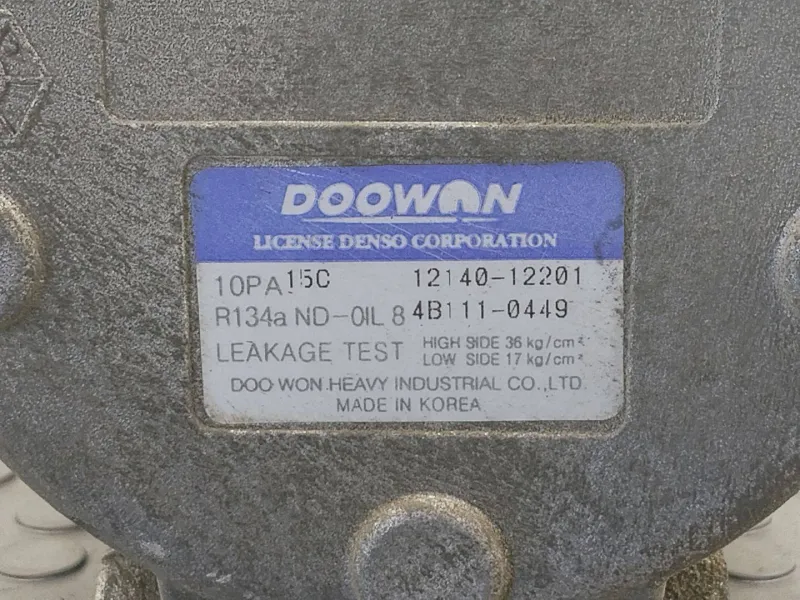 DOOWON
LICENSE DENSO CORPORATION
10PA15C 12140-12201
R134a ND-OIL 8 4B111-0449
LEAKAGE TEST HIGH SIDE 36 kg/cm²
LOW SIDE 17 kg/cm²
DOO WON HEAVY INDUSTRIAL CO.,LTD.
MADE IN KOREA